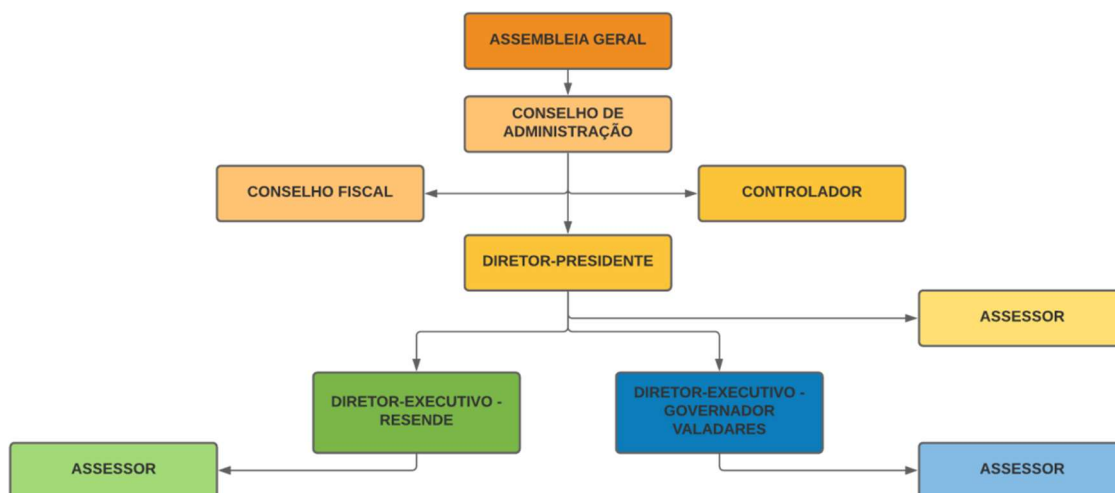 ASSEMBLEIA GERAL
CONSELHO DE
ADMINISTRAÇÃO
CONSELHO FISCAL
CONTROLADOR
DIRETOR-PRESIDENTE
ASSESSOR
DIRETOR-EXECUTIVO -
RESENDE
DIRETOR-EXECUTIVO -
GOVERNADOR
VALADARES
ASSESSOR
ASSESSOR